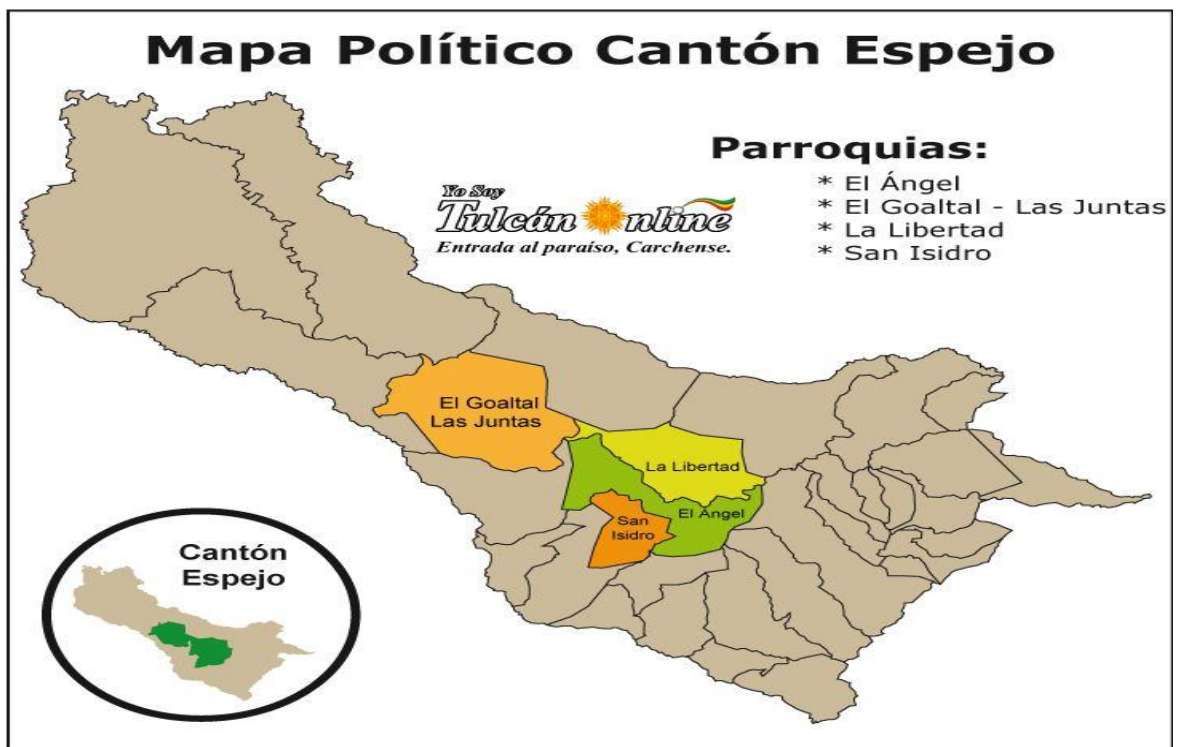 Mapa Político Cantón Espejo
Parroquias:
* El Ángel
* El Goaltal - Las Juntas
* La Libertad
* San Isidro
Yo Soy
Tulcán Online
Entrada al paraíso, Carchense.
El Goaltal
Las Juntas
La Libertad
El Ángel
San
Isidro
Cantón
Espejo